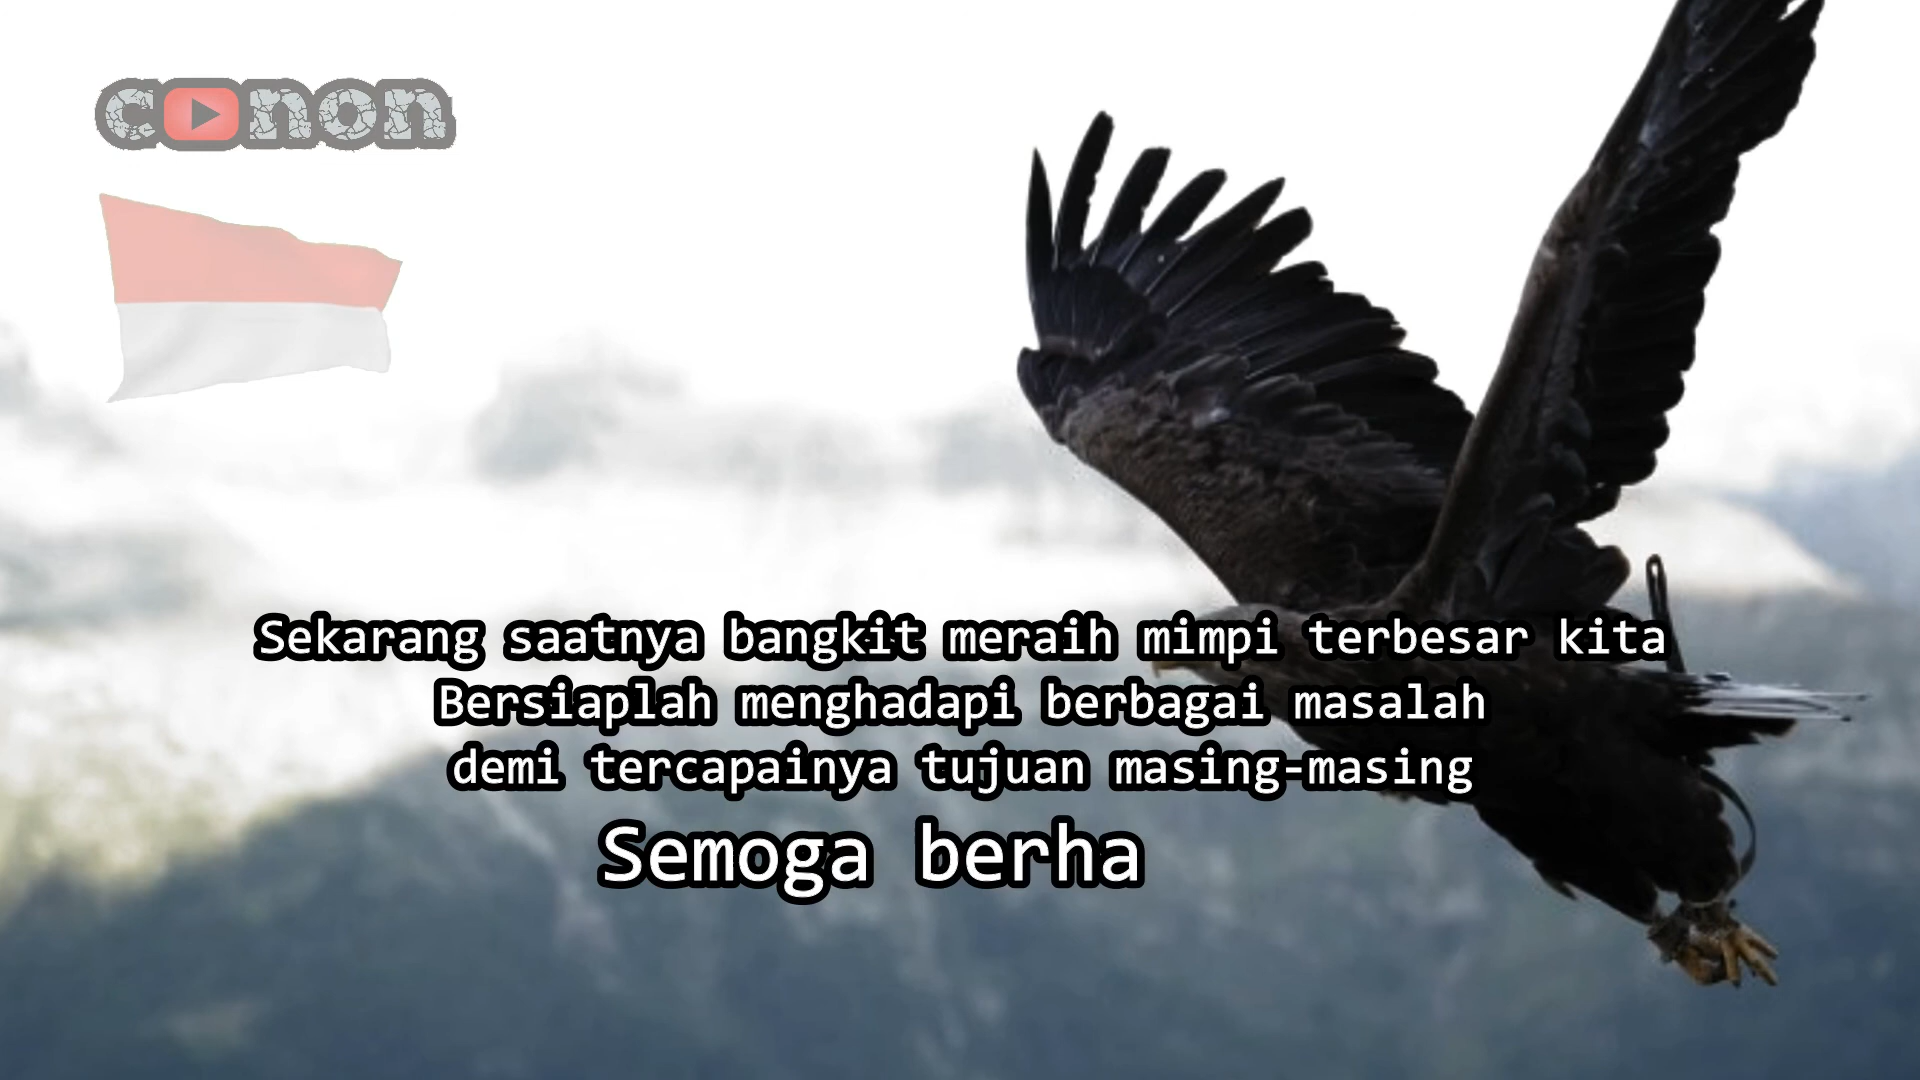 conon
Sekarang saatnya bangkit meraih mimpi terbesar kita
Bersiaplah menghadapi berbagai masalah
demi tercapainya tujuan masing-masing
Semoga berha